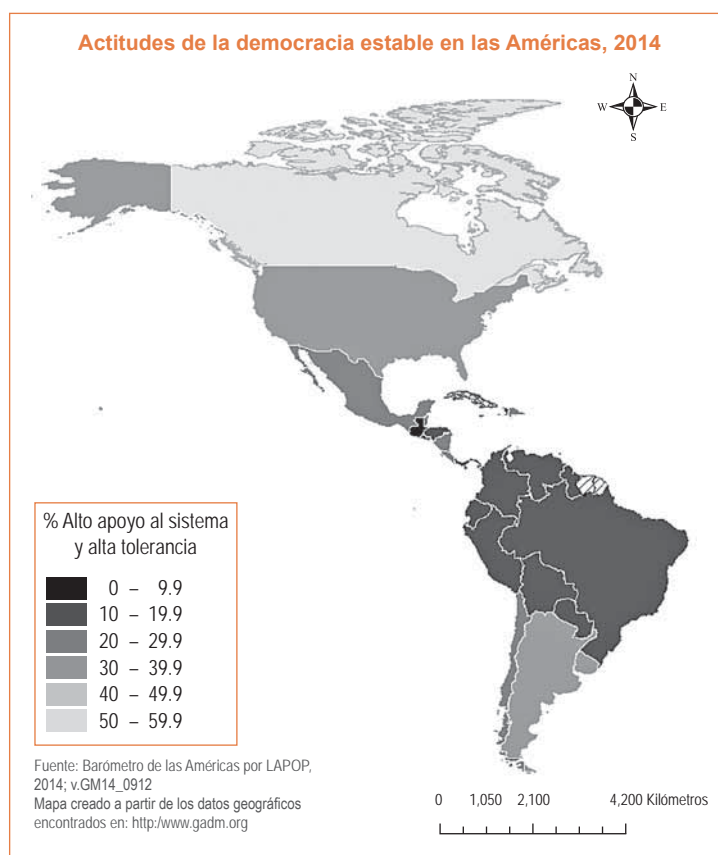 Actitudes de la democracia estable en las Américas, 2014
N
W E
S
% Alto apoyo al sistema
y alta tolerancia
0 – 9.9
10 – 19.9
20 – 29.9
30 – 39.9
40 – 49.9
50 – 59.9
Fuente: Barómetro de las Américas por LAPOP,
2014; v.GM14_0912
Mapa creado a partir de los datos geográficos
encontrados en: http:/www.gadm.org
0 1,050 2,100 4,200 Kilómetros